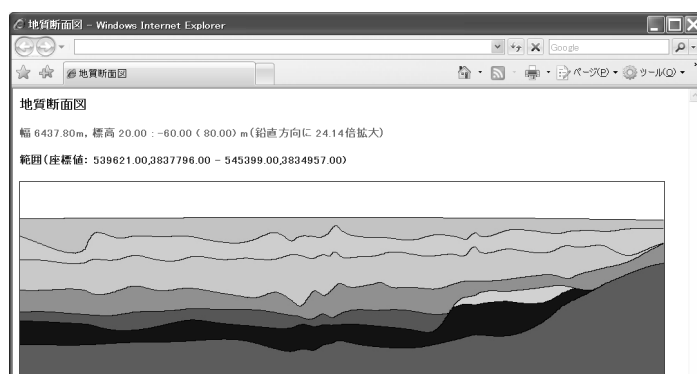 地質断面図 - Windows Internet Explorer
Google
地質断面図
ページ(P)
ツール(O)
地質断面図
幅 6437.80m, 標高 20.00 : -60.00 ( 80.00) m(鉛直方向に 24.14倍拡大)
範囲(座標値: 539621.00,3837796.00 - 545399.00,3834957.00)